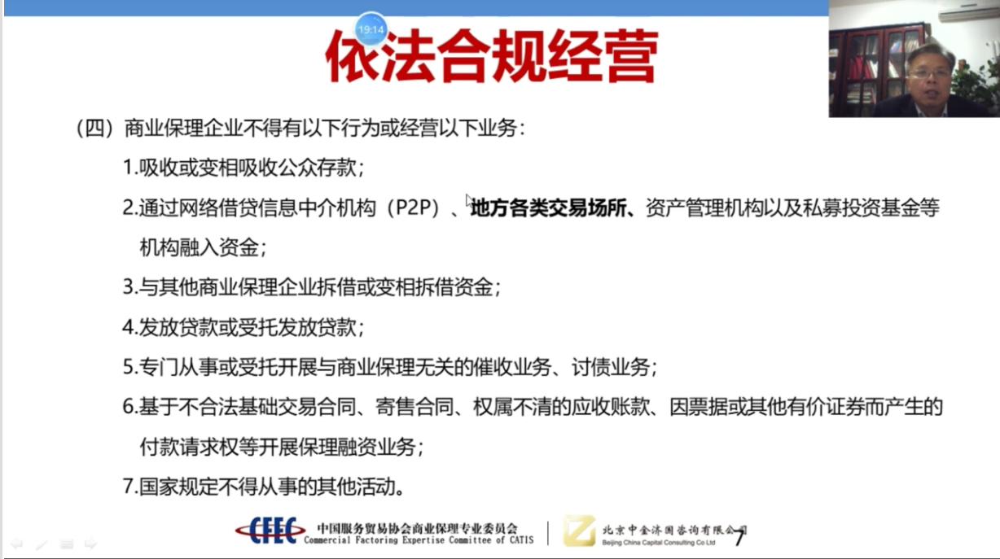 19:14
依法合规经营
（四）商业保理企业不得有以下行为或经营以下业务：
1.吸收或变相吸收公众存款；
2.通过网络借贷信息中介机构（P2P）、地方各类交易场所、资产管理机构以及私募投资基金等
机构融入资金；
3.与其他商业保理企业拆借或变相拆借资金；
4.发放贷款或受托发放贷款；
5.专门从事或受托开展与商业保理无关的催收业务、讨债业务；
6.基于不合法基础交易合同、寄售合同、权属不清的应收账款、因票据或其他有价证券而产生的
付款请求权等开展保理融资业务；
7.国家规定不得从事的其他活动。
CFEC 中国服务贸易协会商业保理专业委员会
Commercial Factoring Expertise Committee of CATIS
北京中金济国咨询有限公司
Beijing China Capital Consulting Co Ltd
7